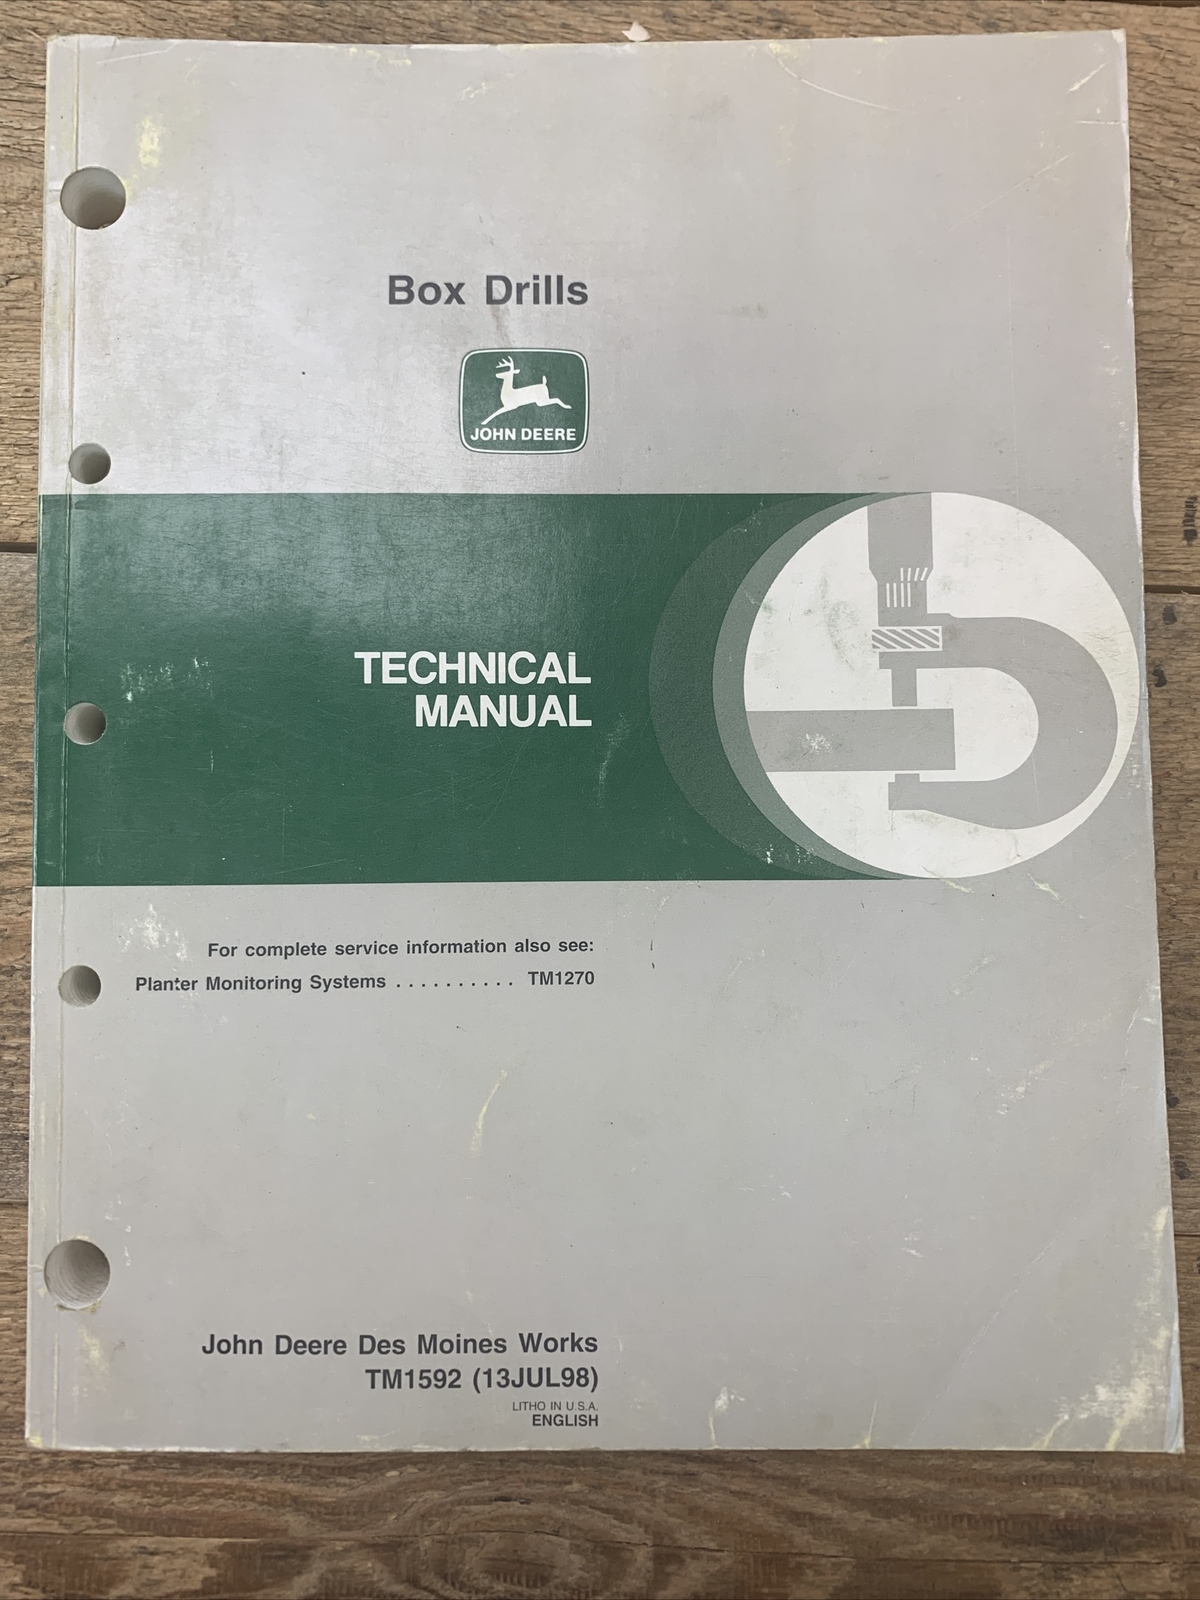 Box Drills
JOHN DEERE
TECHNICAL
MANUAL
For complete service information also see:
Planter Monitoring Systems . . . . . . . . . . TM1270
John Deere Des Moines Works
TM1592 (13JUL98)
LITHO IN U.S.A.
ENGLISH